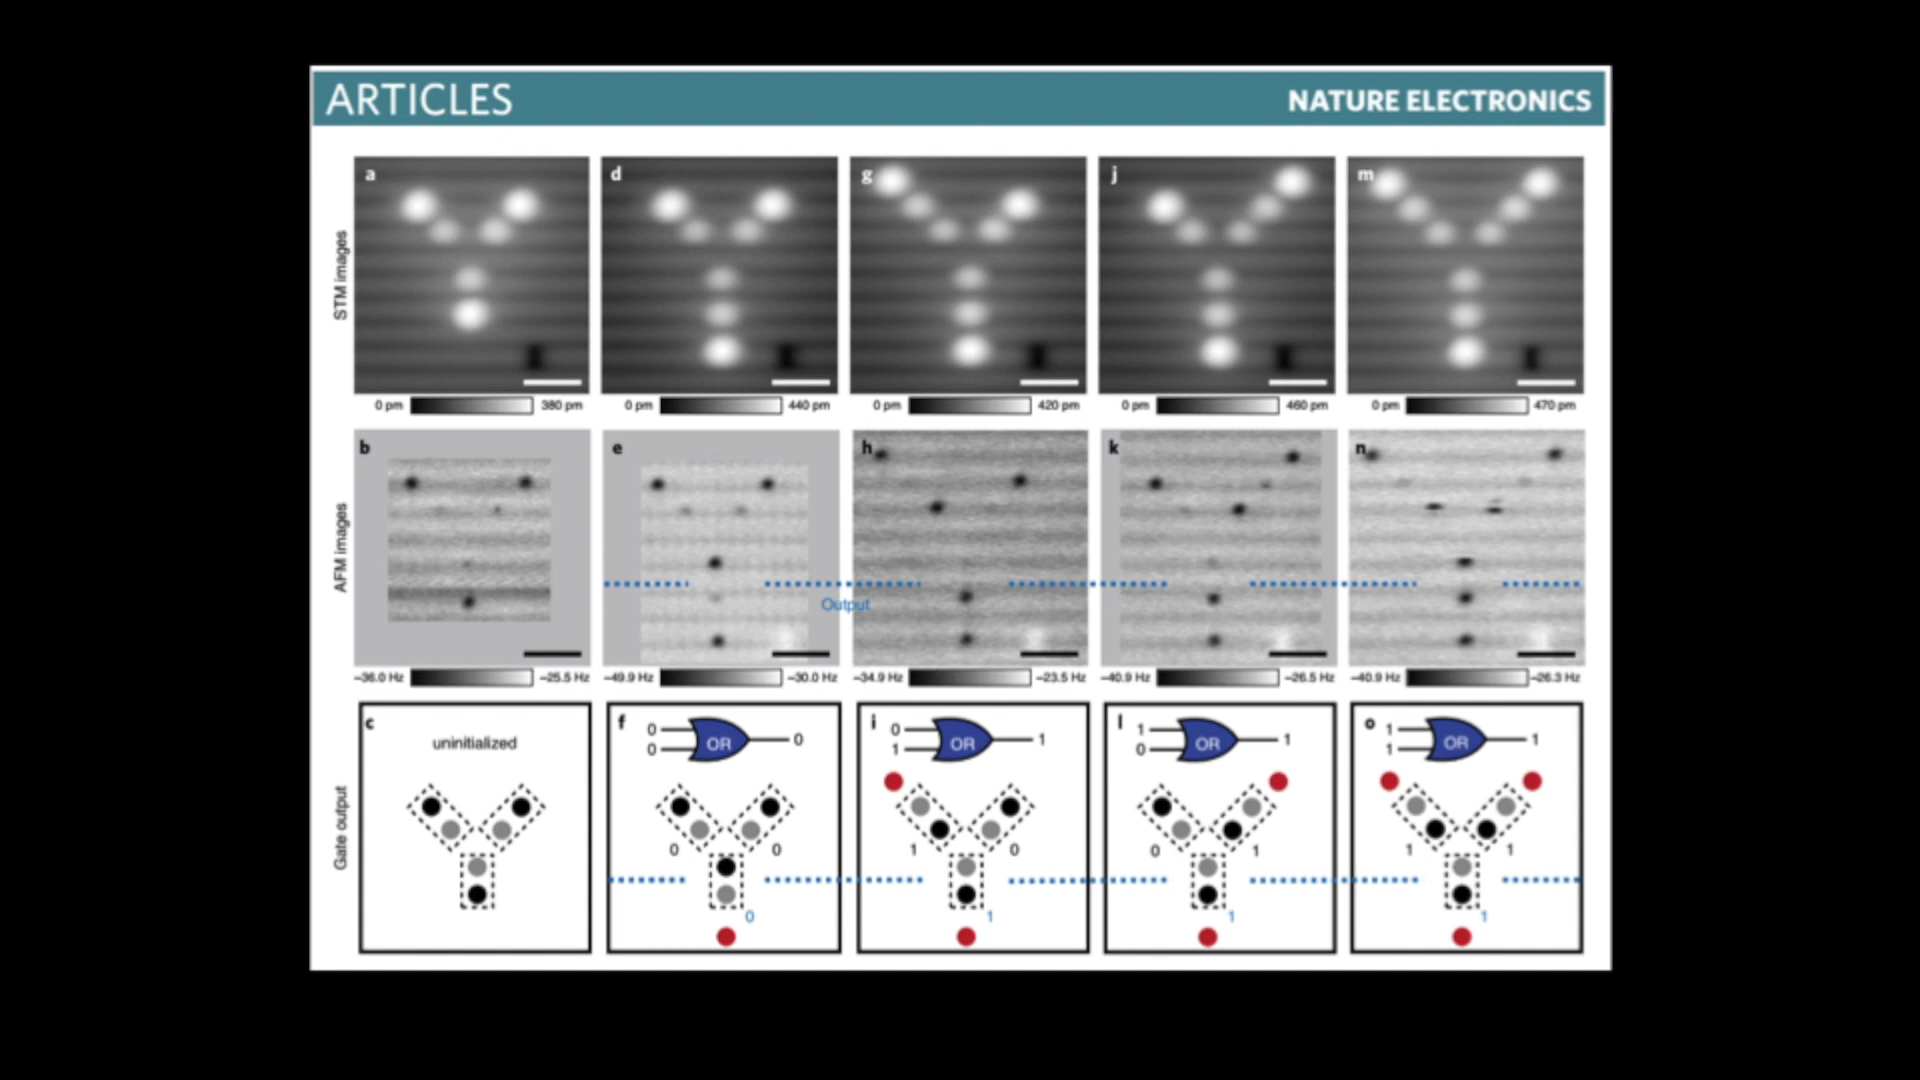 ARTICLES
NATURE ELECTRONICS
STM images
a
d
g
j
m
0 pm 380 pm
0 pm 440 pm
0 pm 420 pm
0 pm 460 pm
0 pm 470 pm
AFM images
b
e
h
k
n
Output
−36.0 Hz −25.5 Hz
−49.9 Hz −30.0 Hz
−34.9 Hz −23.5 Hz
−40.9 Hz −26.5 Hz
−40.9 Hz −26.3 Hz
Gate output
c
uninitialized
f
0
0
OR
0
0
0
0
i
0
1
OR
1
1
0
1
l
1
0
OR
1
0
1
1
o
1
1
OR
1
1
1
1